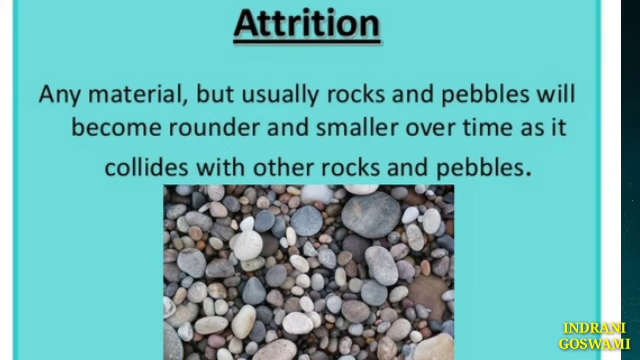 Attrition
Any material, but usually rocks and pebbles will
become rounder and smaller over time as it
collides with other rocks and pebbles.
INDRANI
GOSWAMI